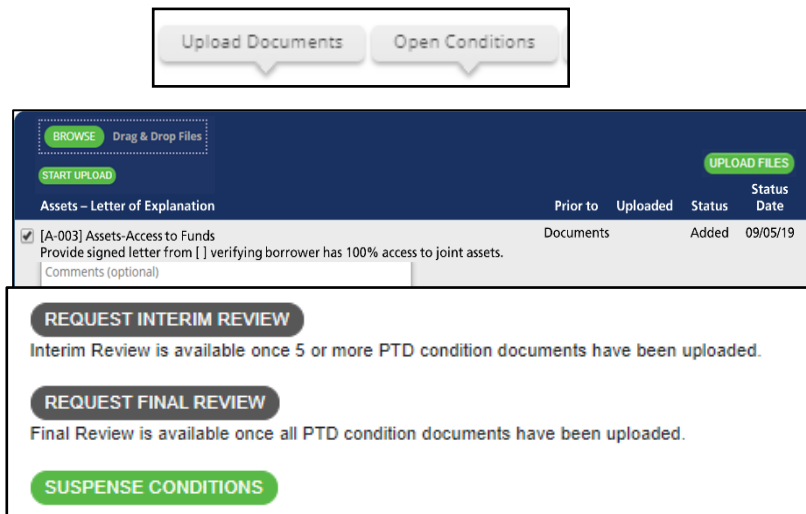 Upload Documents Open Conditions
BROWSE Drag & Drop Files
START UPLOAD
UPLOAD FILES
Assets – Letter of Explanation Prior to Uploaded Status Status Date
[A-003] Assets-Access to Funds Documents Added 09/05/19
Provide signed letter from [ ] verifying borrower has 100% access to joint assets.
Comments (optional)
REQUEST INTERIM REVIEW
Interim Review is available once 5 or more PTD condition documents have been uploaded.
REQUEST FINAL REVIEW
Final Review is available once all PTD condition documents have been uploaded.
SUSPENSE CONDITIONS